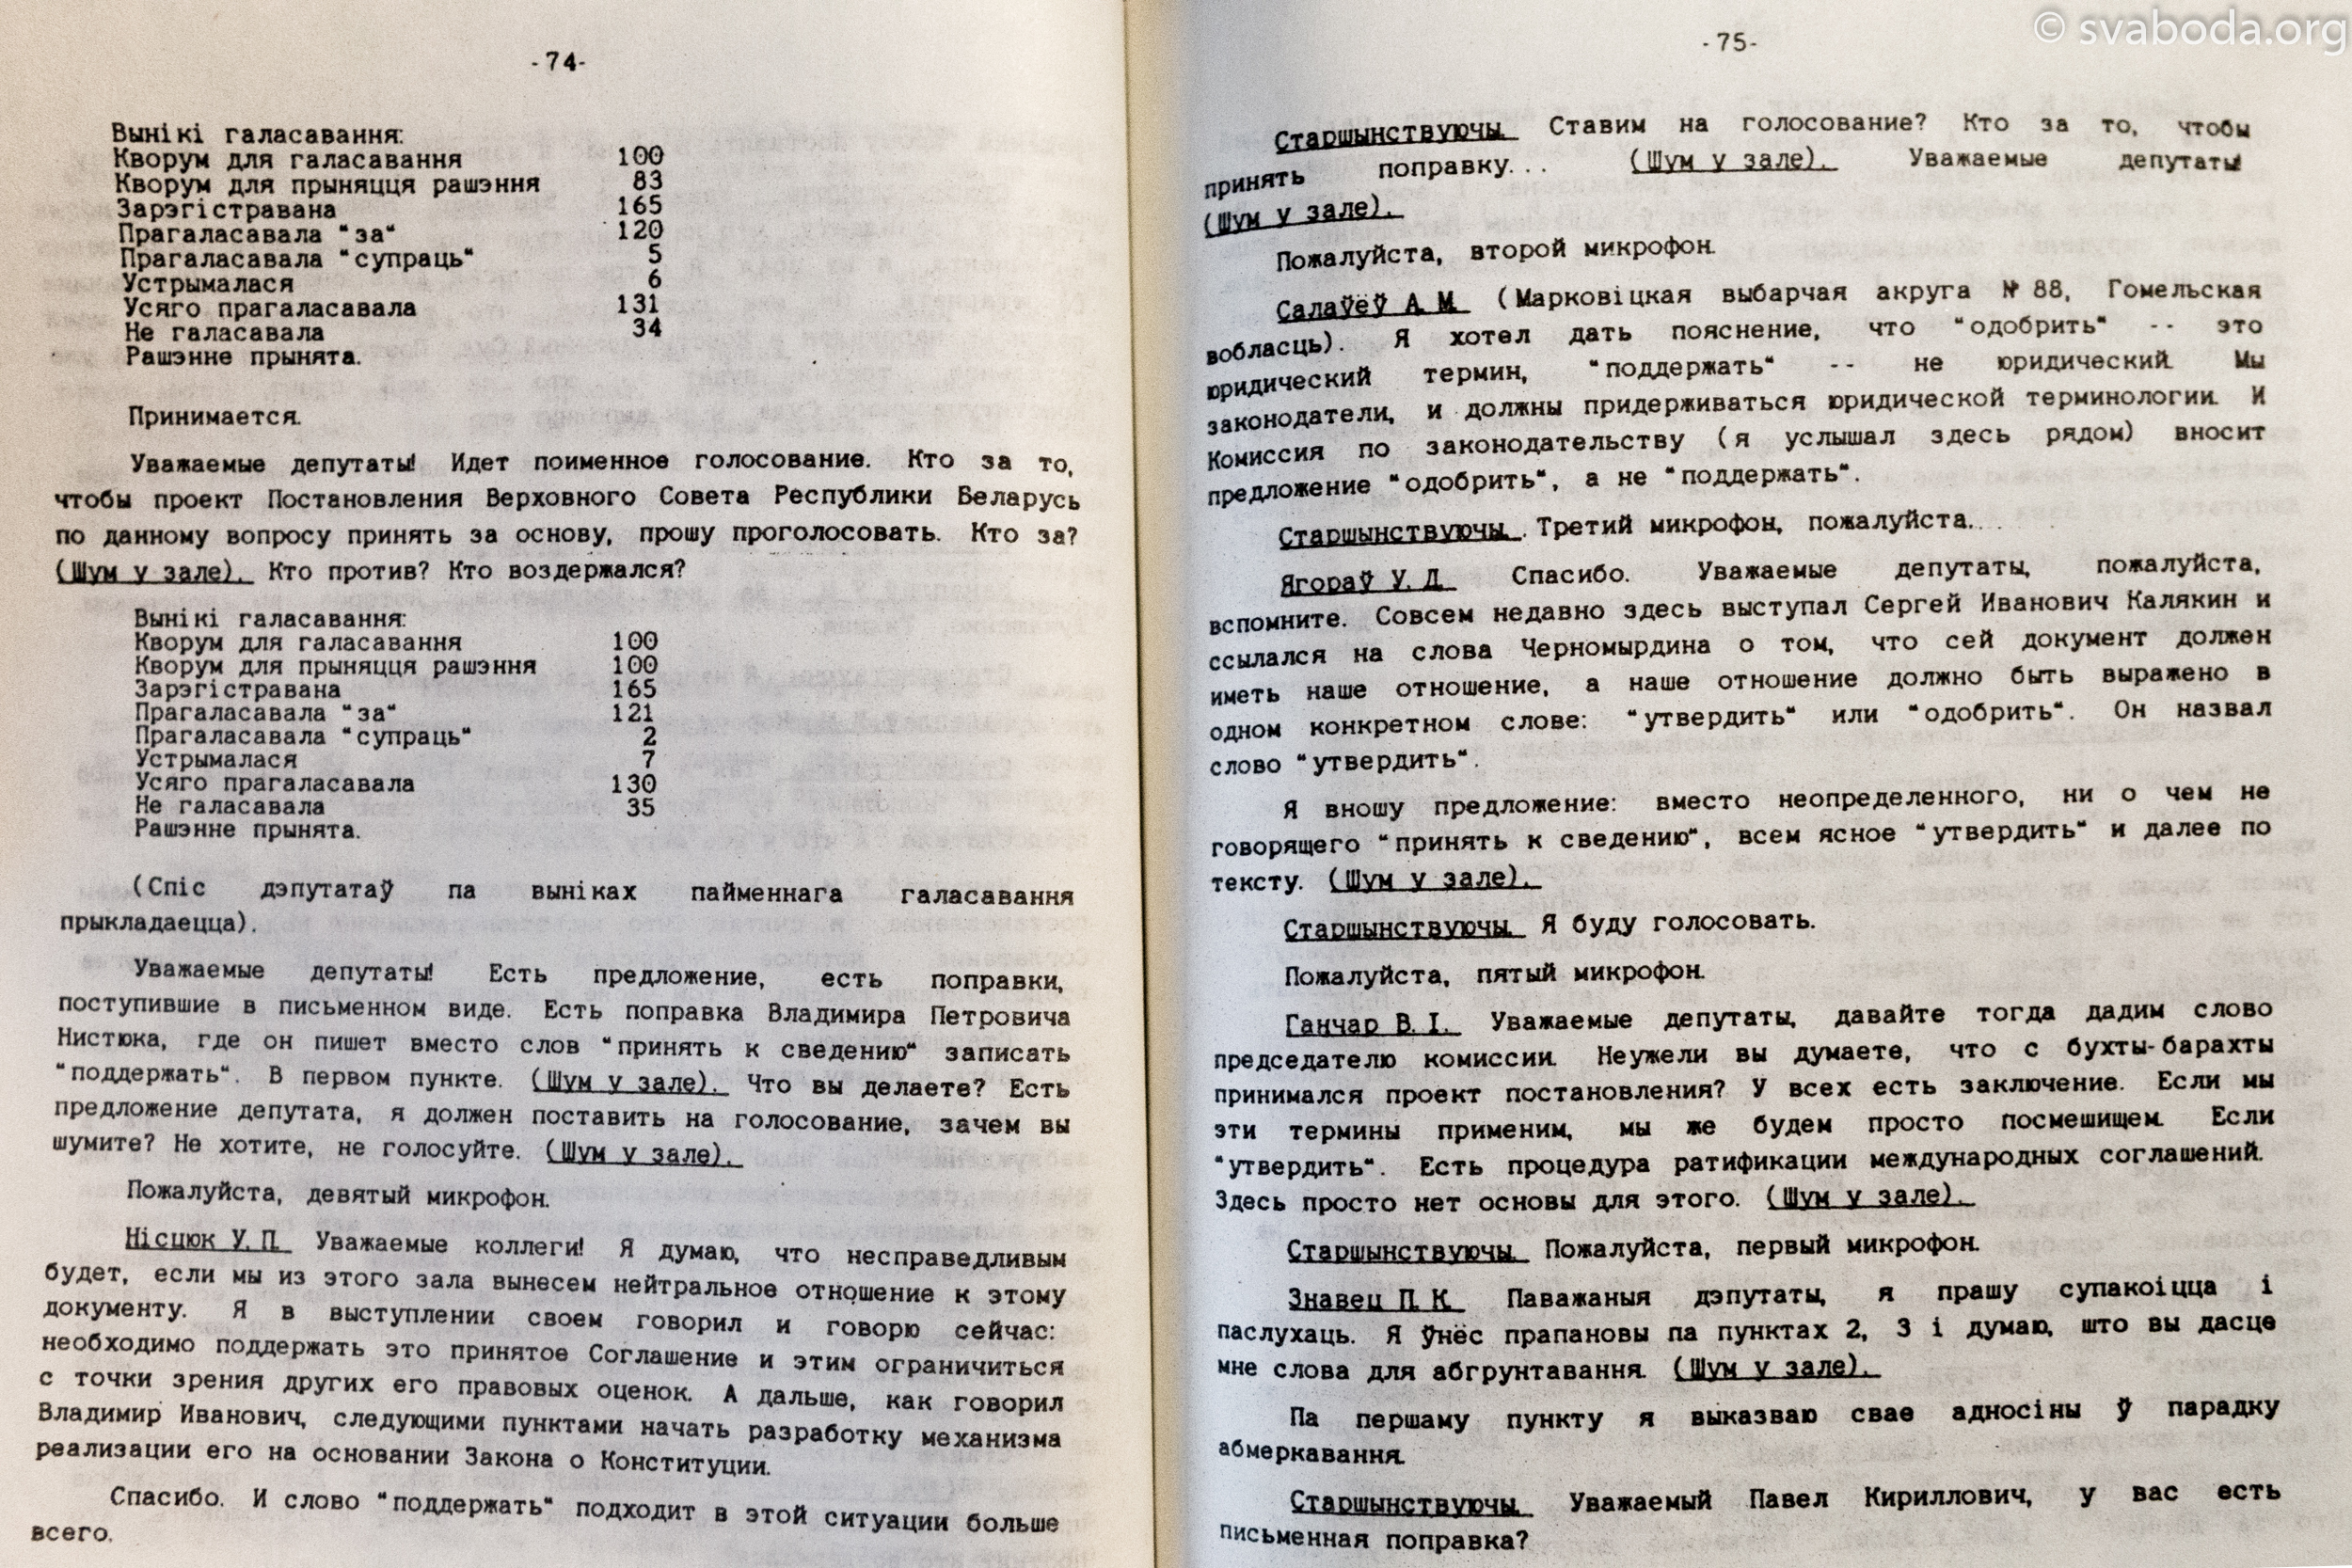 © svaboda.org
-74-
Вынікі галасавання:
Кворум для галасавання 100
Кворум для прыняцця рашэння 83
Зарэгістравана 165
Прагаласавала "за" 120
Прагаласавала "супраць" 5
Устрымалася 6
Усяго прагаласавала 131
Не галасавала 34
Рашэнне прынята.
Принимается.
Уважаемые депутаты! Идет поименное голосование. Кто за то,
чтобы проект Постановления Верховного Совета Республики Беларусь
по данному вопросу принять за основу, прошу проголосовать. Кто за?
(Шум у зале). Кто против? Кто воздержался?
Вынікі галасавання:
Кворум для галасавання 100
Кворум для прыняцця рашэння 100
Зарэгістравана 165
Прагаласавала "за" 121
Прагаласавала "супраць" 2
Устрымалася 7
Усяго прагаласавала 130
Не галасавала 35
Рашэнне прынята.
(Спіс дэпутатаў па выніках пайменнага галасавання
прыкладаецца).
Уважаемые депутаты! Есть предложение, есть поправки,
поступившие в письменном виде. Есть поправка Владимира Петровича
Нистюка, где он пишет вместо слов "принять к сведению" записать
"поддержать". В первом пункте. (Шум у зале). Что вы делаете? Есть
предложение депутата, я должен поставить на голосование, зачем вы
шумите? Не хотите, не голосуйте. (Шум у зале).
Пожалуйста, девятый микрофон.
Нісцюк У.П. Уважаемые коллеги! Я думаю, что несправедливым
будет, если мы из этого зала вынесем нейтральное отношение к этому
документу. Я в выступлении своем говорил и говорю сейчас:
необходимо поддержать это принятое Соглашение и этим ограничиться
с точки зрения других его правовых оценок. А дальше, как говорил
Владимир Иванович, следующими пунктами начать разработку механизма
реализации его на основании Закона о Конституции.
Спасибо. И слово "поддержать" подходит в этой ситуации больше
всего.
-75-
Старшынствуючы. Ставим на голосование? Кто за то, чтобы
принять поправку... (Шум у зале). Уважаемые депутаты!
(Шум у зале).
Пожалуйста, второй микрофон.
Салаўёў А.М. (Марковіцкая выбарчая акруга № 88, Гомельская
вобласць). Я хотел дать пояснение, что "одобрить" -- это
юридический термин, "поддержать" -- не юридический. Мы
законодатели, и должны придерживаться юридической терминологии. И
Комиссия по законодательству (я услышал здесь рядом) вносит
предложение "одобрить", а не "поддержать".
Старшынствуючы. Третий микрофон, пожалуйста.
Ягораў У.Д. Спасибо. Уважаемые депутаты, пожалуйста,
вспомните. Совсем недавно здесь выступал Сергей Иванович Калякин и
ссылался на слова Черномырдина о том, что сей документ должен
иметь наше отношение, а наше отношение должно быть выражено в
одном конкретном слове: "утвердить" или "одобрить". Он назвал
слово "утвердить".
Я вношу предложение: вместо неопределенного, ни о чем не
говорящего "принять к сведению", всем ясное "утвердить" и далее по
тексту. (Шум у зале).
Старшынствуючы. Я буду голосовать.
Пожалуйста, пятый микрофон.
Ганчар В.І. Уважаемые депутаты, давайте тогда дадим слово
председателю комиссии. Неужели вы думаете, что с бухты-барахты
принимался проект постановления? У всех есть заключение. Если мы
эти термины применим, мы же будем просто посмешищем. Если
"утвердить". Есть процедура ратификации международных соглашений.
Здесь просто нет основы для этого. (Шум у зале).
Старшынствуючы. Пожалуйста, первый микрофон.
Знавец П.К. Паважаныя дэпутаты, я прашу супакоіцца і
паслухаць. Я ўнёс прапановы па пунктах 2, 3 і думаю, што вы дасце
мне слова для абгрунтавання. (Шум у зале).
Па першаму пункту я выказваю свае адносіны ў парадку
абмеркавання.
Старшынствуючы. Уважаемый Павел Кириллович, у вас есть
письменная поправка?